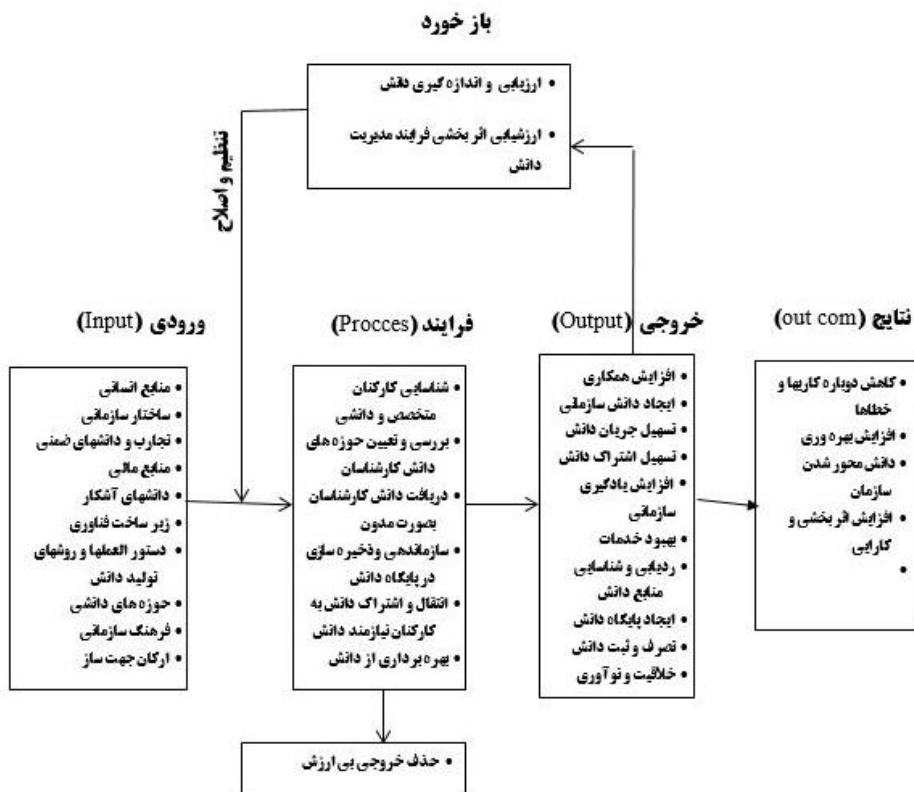 باز خورد
• ارزیابی و اندازه گیری دانش
• ارزشیابی اثر بخشی فرایند مدیریت
دانش
تنظیم و اصلاح
ورودی (Input)
• منابع انسانی
• ساختار سازمانی
• تجارب و دانشهای ضمنی
• منابع مالی
• دانشهای آشکار
• زیر ساخت فناوری
• دستور العملها و روشهای
تولید دانش
• حوزه های دانشی
• فرهنگ سازمانی
• ارکان جهت ساز
فرایند (Procces)
• شناسایی کارکنان
متخصص و دانشی
• بررسی و تعیین حوزه های
دانش کارشناسان
• دریافت دانش کارشناسان
بصورت مدون
• سازماندهی وذخیره سازی
در پایگاه دانش
• انتقال و اشتراک دانش به
کارکنان نیازمند دانش
• بهره برداری از دانش
خروجی (Output)
• افزایش همکاری
• ایجاد دانش سازمانی
• تسهیل جریان دانش
• تسهیل اشتراک دانش
• افزایش یادگیری
سازمانی
• بهبود خدمات
• ردیابی و شناسایی
منابع دانش
• ایجاد پایگاه دانش
• تصرف و ثبت دانش
• خلاقیت و نوآوری
نتایج (out com)
• کاهش دوباره کاریها و
خطاها
• افزایش بهره وری
• دانش محور شدن
سازمان
• افزایش اثر بخشی و
کارایی
•
• حذف خروجی بی ارزش